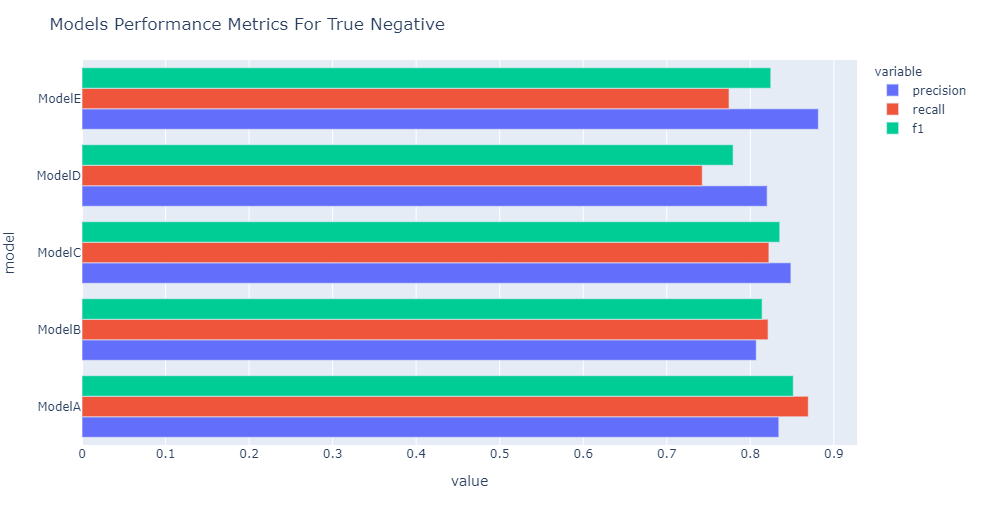 Models Performance Metrics For True Negative
variable
precision
recall
f1
model
ModelE
ModelD
ModelC
ModelB
ModelA
0 0.1 0.2 0.3 0.4 0.5 0.6 0.7 0.8 0.9
value